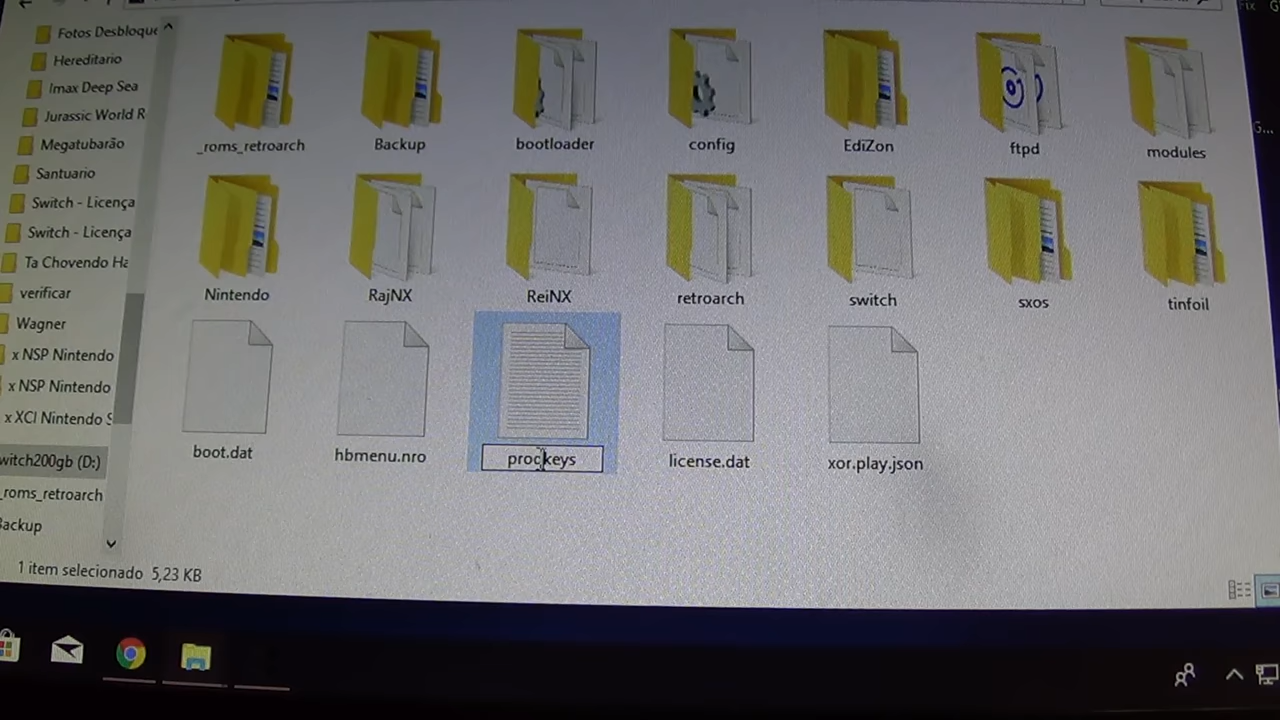 Fotos Desbloque
Hereditario
Imax Deep Sea
Jurassic World R
Megatubarão
Santuario
Switch - Licença
Switch - Licença
Ta Chovendo Ha
verificar
Wagner
x NSP Nintendo
x NSP Nintendo
x XCI Nintendo S
witch200gb (D:)
_roms_retroarch
Backup
_roms_retroarch
Backup
bootloader
config
EdiZon
ftpd
modules
Nintendo
RajNX
ReiNX
retroarch
switch
sxos
tinfoil
boot.dat
hbmenu.nro
license.dat
xor.play.json
1 item selecionado 5,23 KB